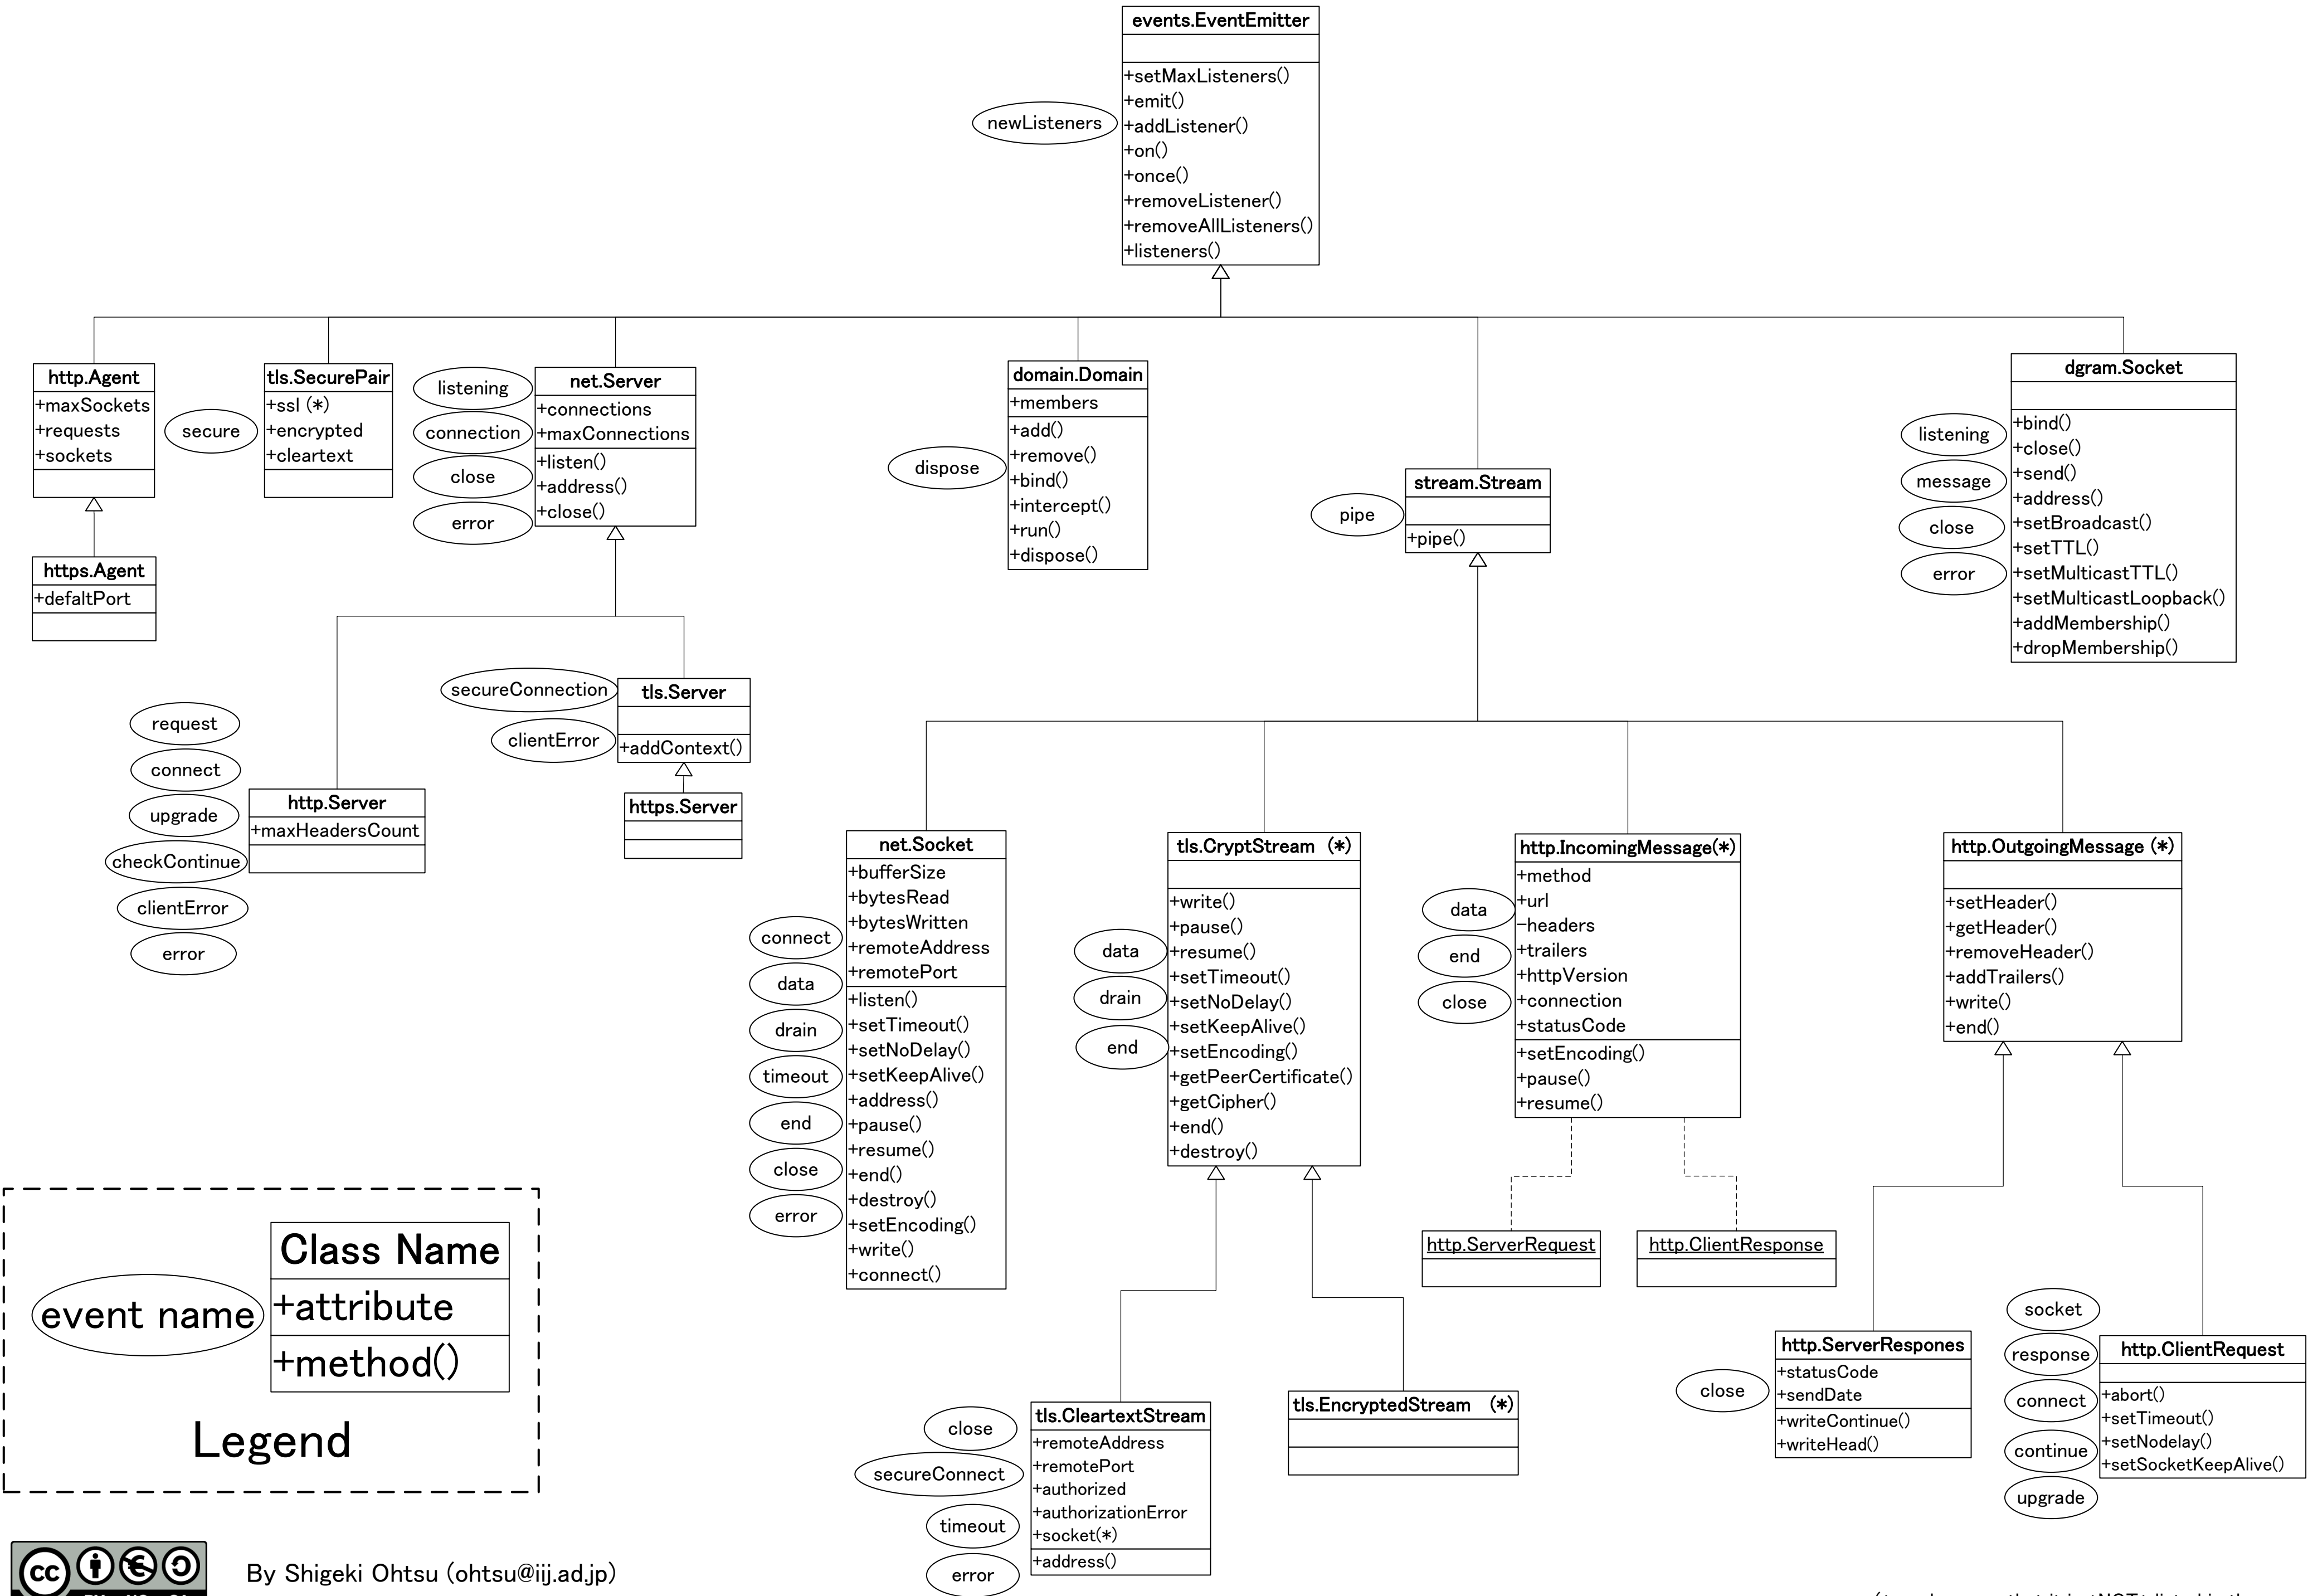 events.EventEmitter
+setMaxListeners()
+emit()
+addListener()
+on()
+once()
+removeListener()
+removeAllListeners()
+listeners()
newListeners
http.Agent
+maxSockets
+requests
+sockets
https.Agent
+defaltPort
secure
tls.SecurePair
+ssl (*)
+encrypted
+cleartext
listening
connection
close
error
net.Server
+connections
+maxConnections
+listen()
+address()
+close()
dispose
domain.Domain
+members
+add()
+remove()
+bind()
+intercept()
+run()
+dispose()
pipe
stream.Stream
+pipe()
listening
message
close
error
dgram.Socket
+bind()
+close()
+send()
+address()
+setBroadcast()
+setTTL()
+setMulticastTTL()
+setMulticastLoopback()
+addMembership()
+dropMembership()
secureConnection
clientError
tls.Server
+addContext()
https.Server
request
connect
upgrade
checkContinue
clientError
error
http.Server
+maxHeadersCount
connect
data
drain
timeout
end
close
error
net.Socket
+bufferSize
+bytesRead
+bytesWritten
+remoteAddress
+remotePort
+listen()
+setTimeout()
+setNoDelay()
+setKeepAlive()
+address()
+pause()
+resume()
+end()
+destroy()
+setEncoding()
+write()
+connect()
data
drain
end
tls.CryptStream (*)
+write()
+pause()
+resume()
+setTimeout()
+setNoDelay()
+setKeepAlive()
+setEncoding()
+getPeerCertificate()
+getCipher()
+end()
+destroy()
data
end
close
http.IncomingMessage(*)
+method
+url
-headers
+trailers
+httpVersion
+connection
+statusCode
+setEncoding()
+pause()
+resume()
http.OutgoingMessage (*)
+setHeader()
+getHeader()
+removeHeader()
+addTrailers()
+write()
+end()
http.ServerRequest
http.ClientResponse
close
http.ServerRespones
+statusCode
+sendDate
+writeContinue()
+writeHead()
socket
response
connect
continue
upgrade
http.ClientRequest
+abort()
+setTimeout()
+setNodelay()
+setSocketKeepAlive()
close
secureConnect
timeout
error
tls.CleartextStream
+remoteAddress
+remotePort
+authorized
+authorizationError
+socket(*)
+address()
tls.EncryptedStream (*)
event name
Class Name
+attribute
+method()
Legend
cc
By Shigeki Ohtsu (ohtsu@iij.ad.jp)